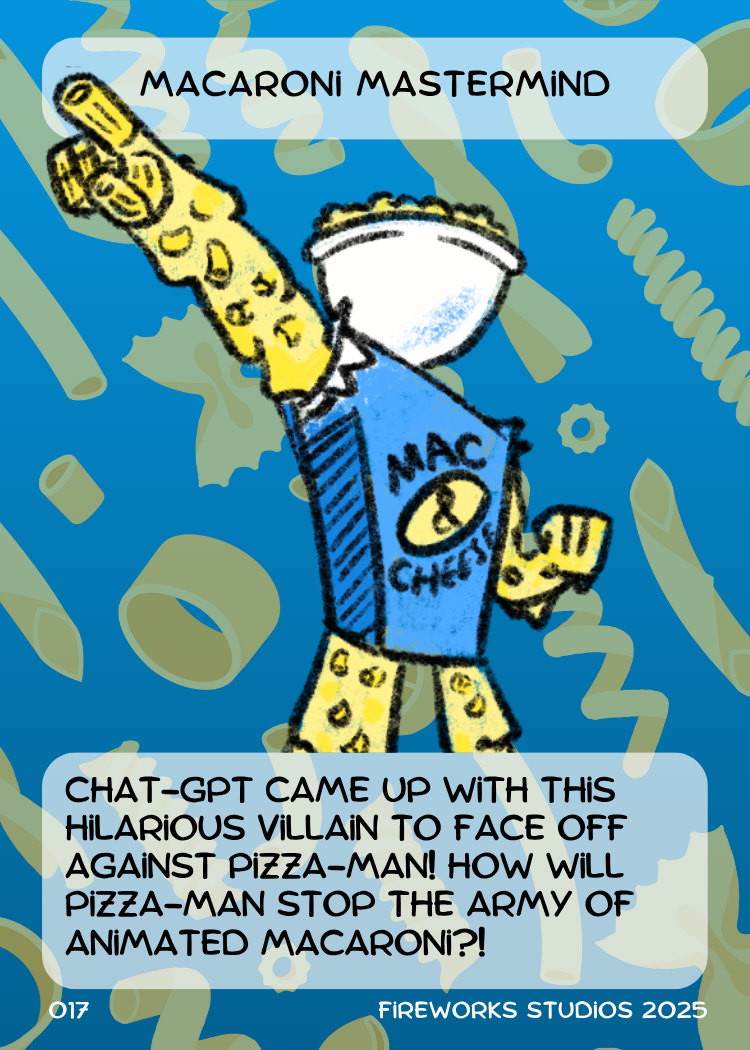 MACARONI MASTERMIND
MAC
&
CHEESE
CHAT-GPT CAME UP WITH THIS
HILARIOUS VILLAIN TO FACE OFF
AGAINST PIZZA-MAN! HOW WILL
PIZZA-MAN STOP THE ARMY OF
ANIMATED MACARONI?!
017
FIREWORKS STUDIOS 2025